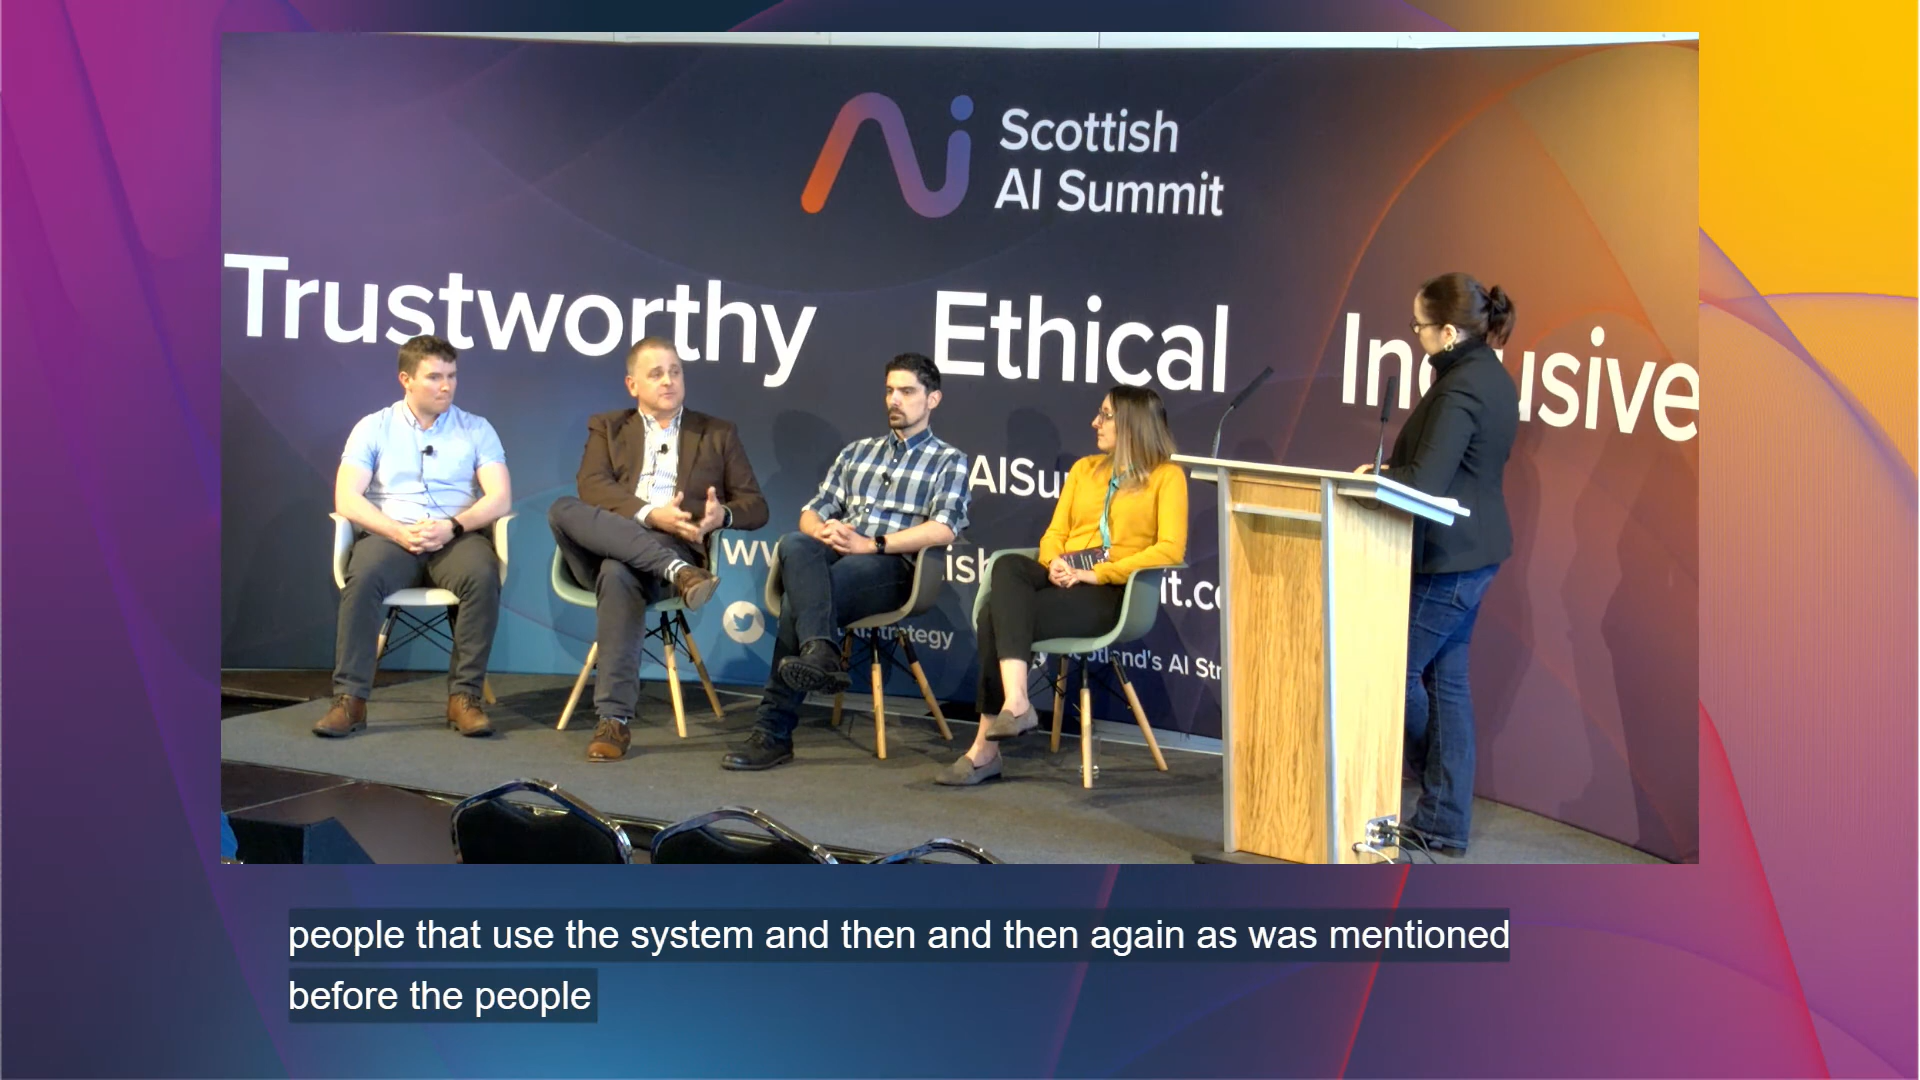 Scottish
AI Summit
Trustworthy Ethical
AIStrategy
people that use the system and then and then again as was mentioned
before the people